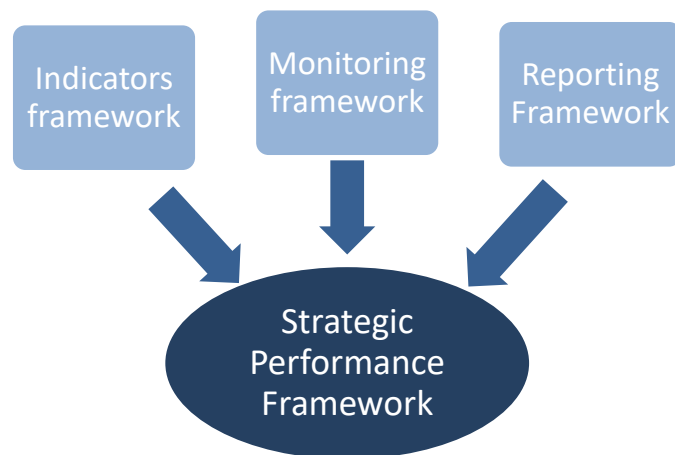 Indicators
framework
Monitoring
framework
Reporting
Framework
Strategic
Performance
Framework